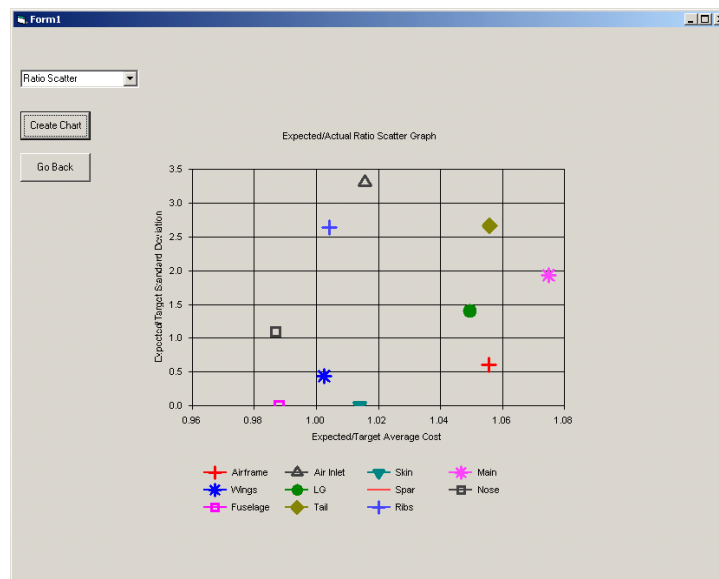 Form1
Ratio Scatter
Create Chart
Go Back
Expected/Actual Ratio Scatter Graph
Expected/Target Standard Deviation
3.5
3.0
2.5
2.0
1.5
1.0
0.5
0.0
0.96 0.98 1.00 1.02 1.04 1.06 1.08
Expected/Target Average Cost
Airframe Air Inlet Skin Main
Wings LG Spar Nose
Fuselage Tail Ribs